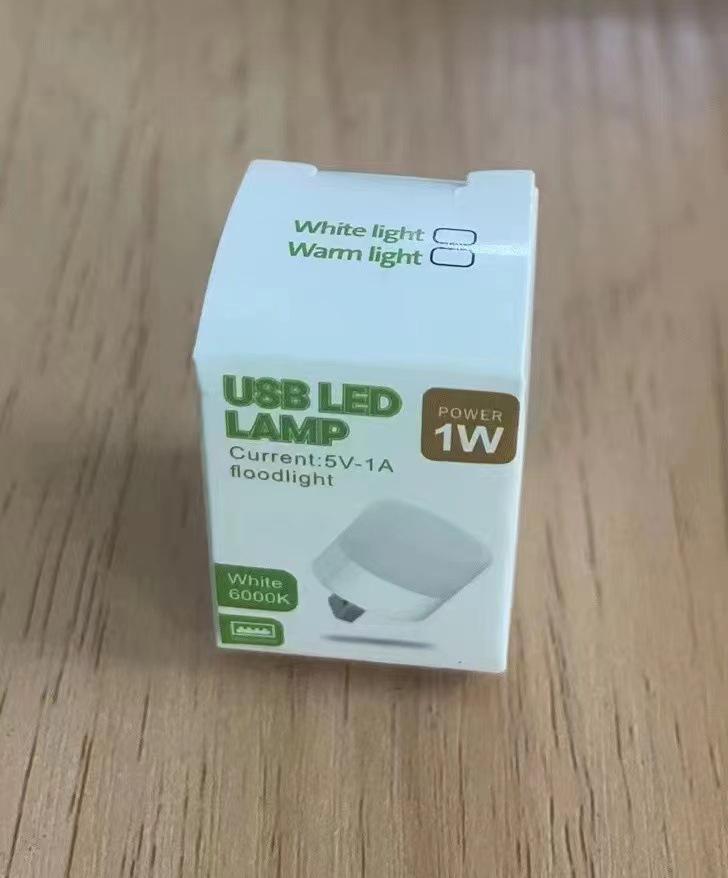 White light
Warm light
USB LED
LAMP
Current:5V-1A
floodlight
POWER
1W
White
6000K